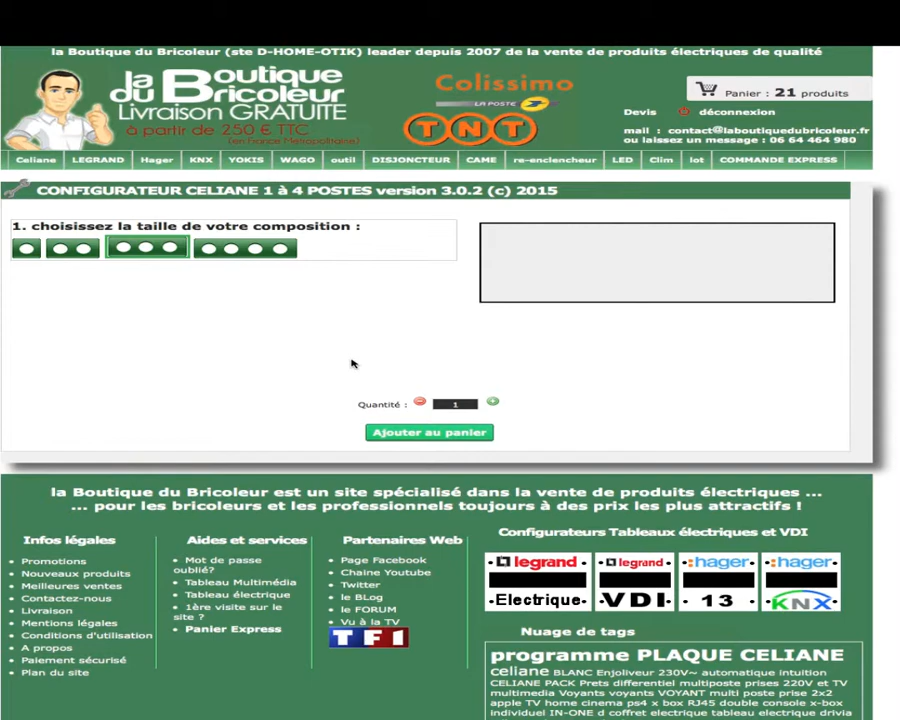 la Boutique du Bricoleur (ste D-HOME-OTIK) leader depuis 2007 de la vente de produits électriques de qualité
la Boutique
du Bricoleur
Livraison GRATUITE
à partir de 250 € TTC
(en France Metropolitaine)
Colissimo
LA POSTE
TNT
Panier : 21 produits
Devis déconnexion
mail : contact@laboutiquedubricoleur.fr
ou laissez un message : 06 64 464 980
Celiane LEGRAND Hager KNX YOKIS WAGO outil DISJONCTEUR CAME re-enclencheur LED Clim lot COMMANDE EXPRESS
CONFIGURATEUR CELIANE 1 à 4 POSTES version 3.0.2 (c) 2015
1. choisissez la taille de votre composition :
Quantité : 1
Ajouter au panier
la Boutique du Bricoleur est un site spécialisé dans la vente de produits électriques ...
... pour les bricoleurs et les professionnels toujours à des prix les plus attractifs !
Infos légales
Promotions
Nouveaux produits
Meilleures ventes
Contactez-nous
Livraison
Mentions légales
Conditions d'utilisation
A propos
Paiement sécurisé
Plan du site
Aides et services
Mot de passe
oublié?
Tableau Multimédia
Tableau électrique
1ère visite sur le
site ?
Panier Express
Partenaires Web
Page Facebook
Chaine Youtube
Twitter
le BLog
le FORUM
Vu à la TV
TF1
Configurateurs Tableaux électriques et VDI
legrand
Electrique
legrand
VDI
:hager
13
:hager
KNX
Nuage de tags
programme PLAQUE CELIANE
celiane BLANC Enjoliveur 230V~ automatique intuition
CELIANE PACK Prets differentiel multiposte prises 220V et TV
multimedia Voyants voyants VOYANT multi poste prise 2x2
apple TV home cinema ps4 x box RJ45 double console x-box
individuel IN-ONE d coffret electrique tableau electrique drivia